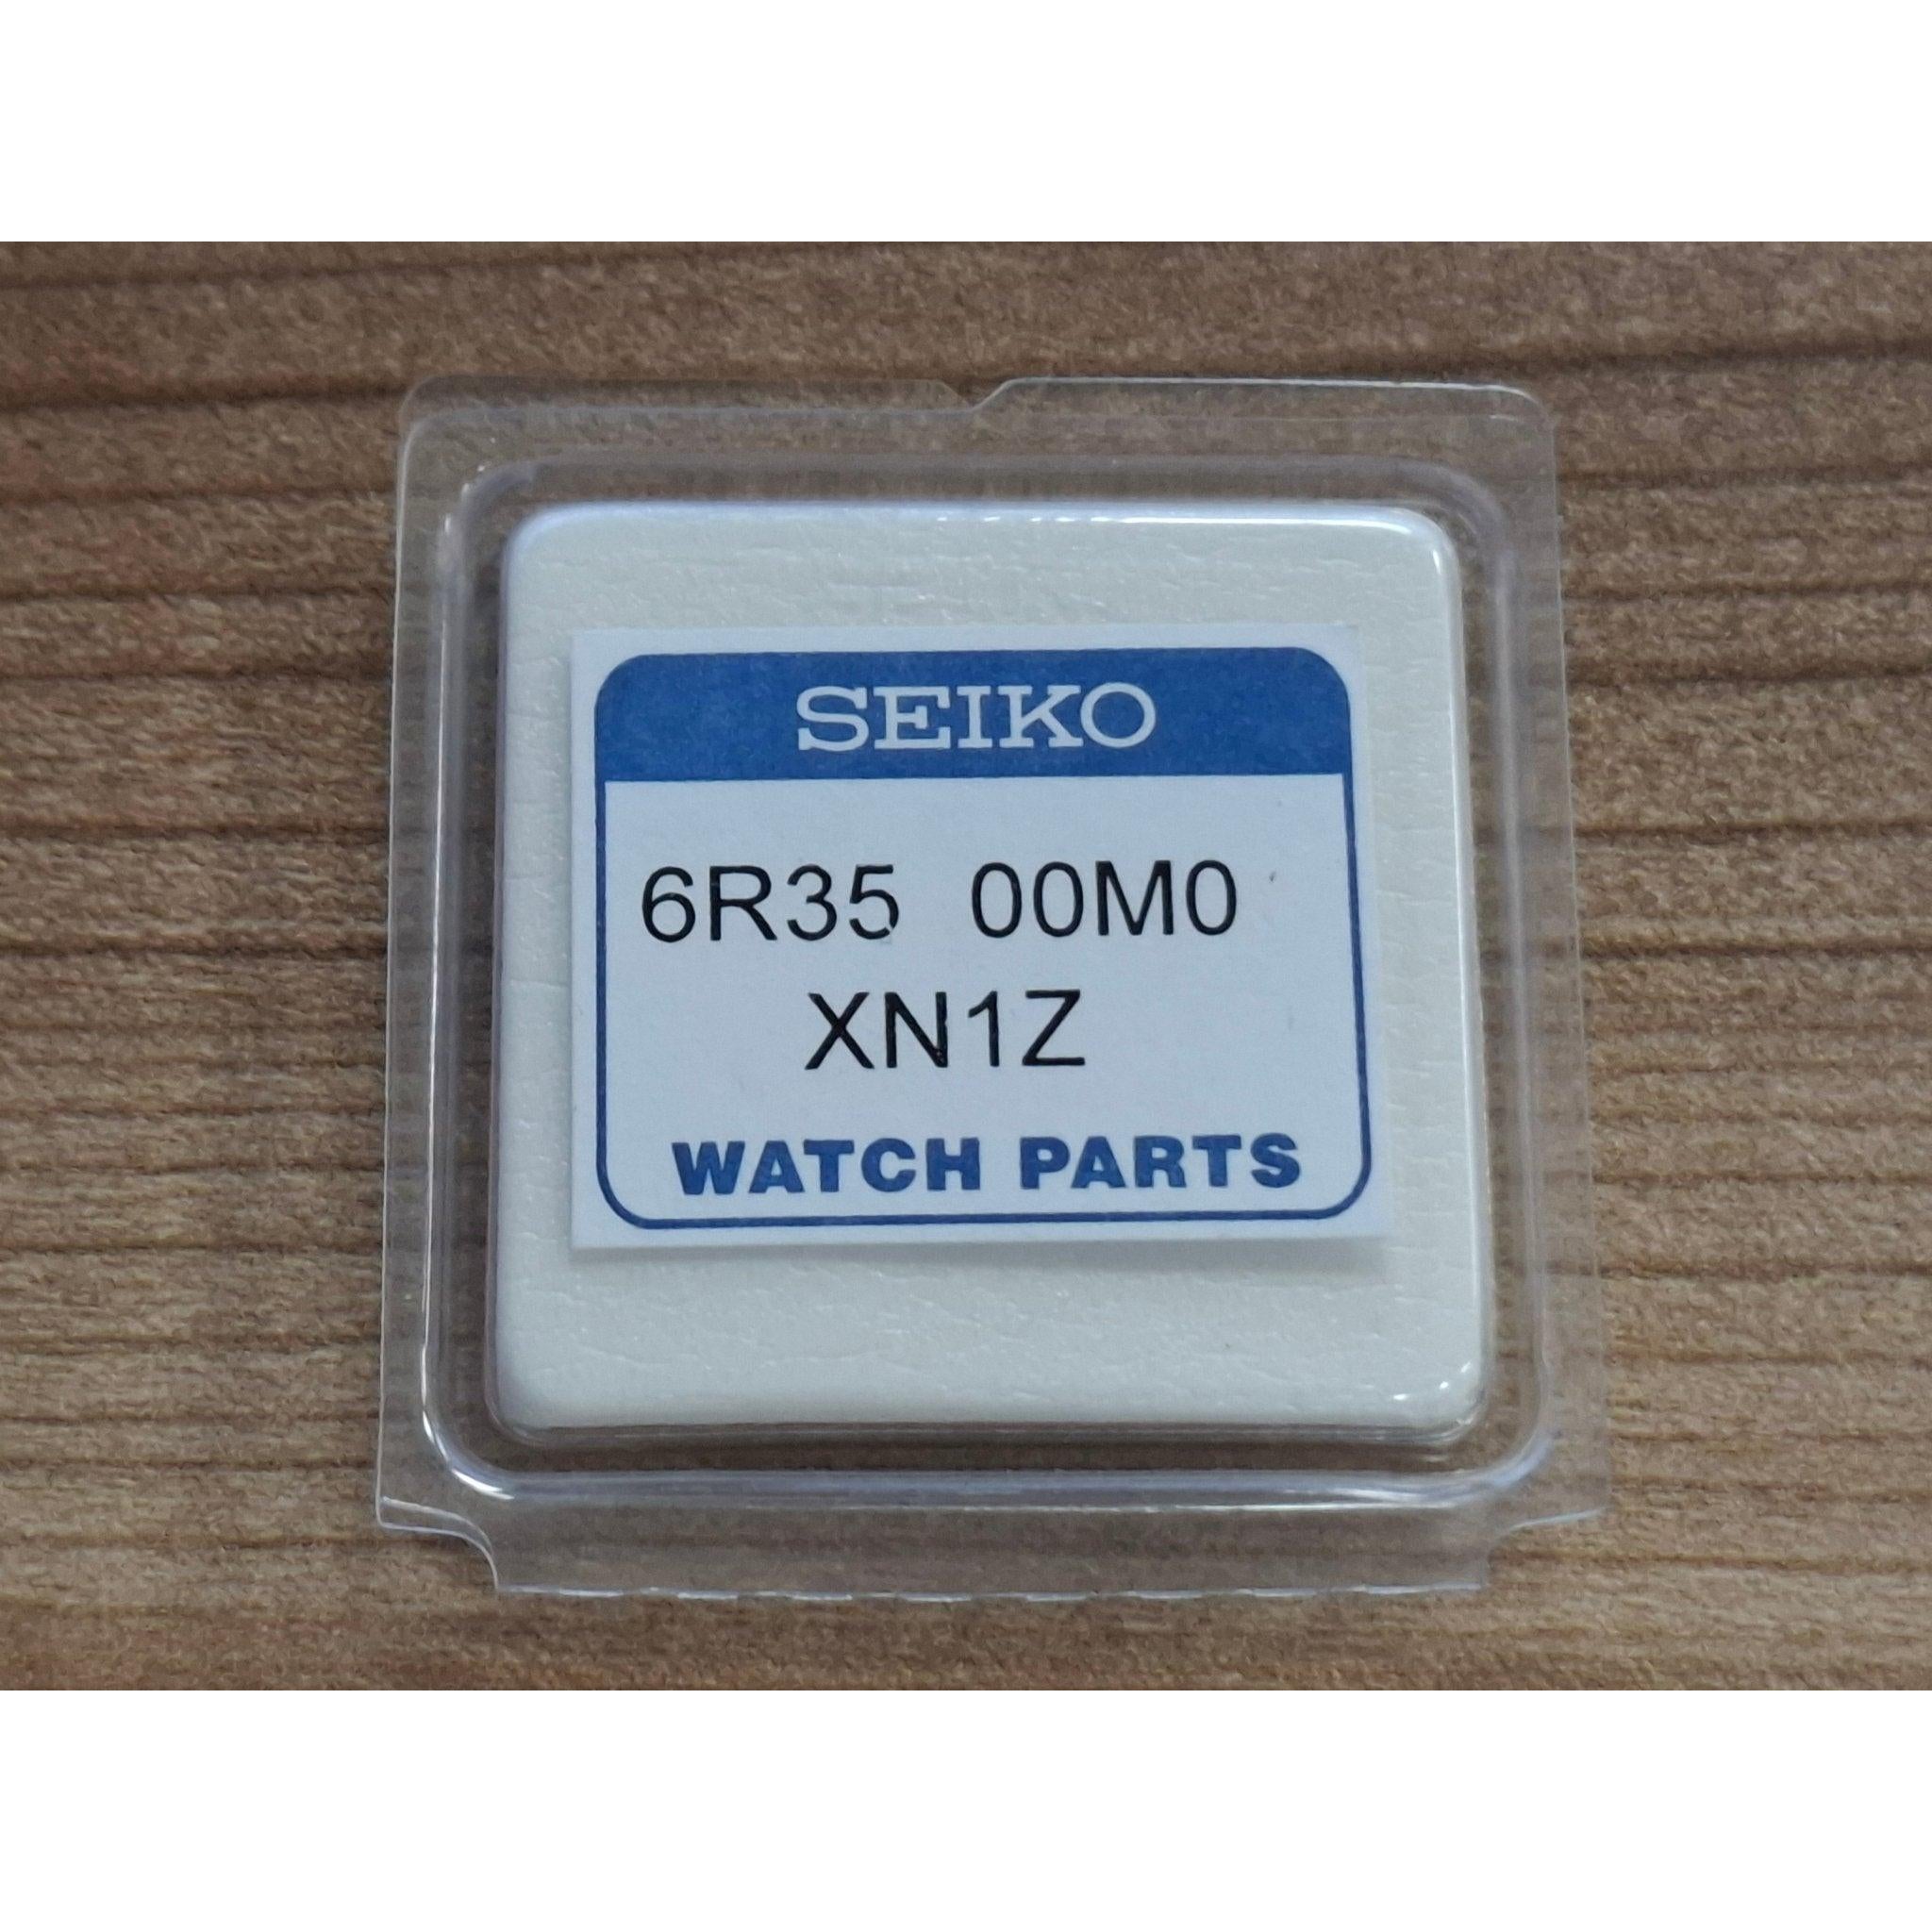 SEIKO
6R35 00M0
XN1Z
WATCH PARTS